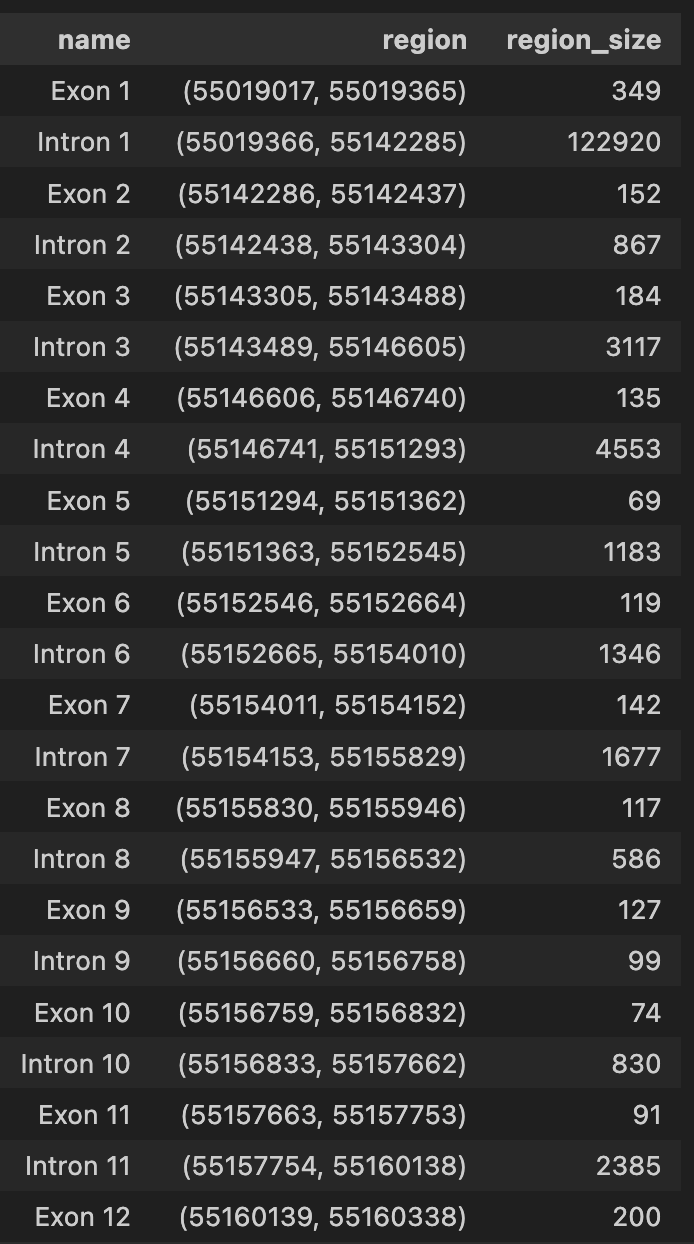 name region region_size
Exon 1 (55019017, 55019365) 349
Intron 1 (55019366, 55142285) 122920
Exon 2 (55142286, 55142437) 152
Intron 2 (55142438, 55143304) 867
Exon 3 (55143305, 55143488) 184
Intron 3 (55143489, 55146605) 3117
Exon 4 (55146606, 55146740) 135
Intron 4 (55146741, 55151293) 4553
Exon 5 (55151294, 55151362) 69
Intron 5 (55151363, 55152545) 1183
Exon 6 (55152546, 55152664) 119
Intron 6 (55152665, 55154010) 1346
Exon 7 (55154011, 55154152) 142
Intron 7 (55154153, 55155829) 1677
Exon 8 (55155830, 55155946) 117
Intron 8 (55155947, 55156532) 586
Exon 9 (55156533, 55156659) 127
Intron 9 (55156660, 55156758) 99
Exon 10 (55156759, 55156832) 74
Intron 10 (55156833, 55157662) 830
Exon 11 (55157663, 55157753) 91
Intron 11 (55157754, 55160138) 2385
Exon 12 (55160139, 55160338) 200